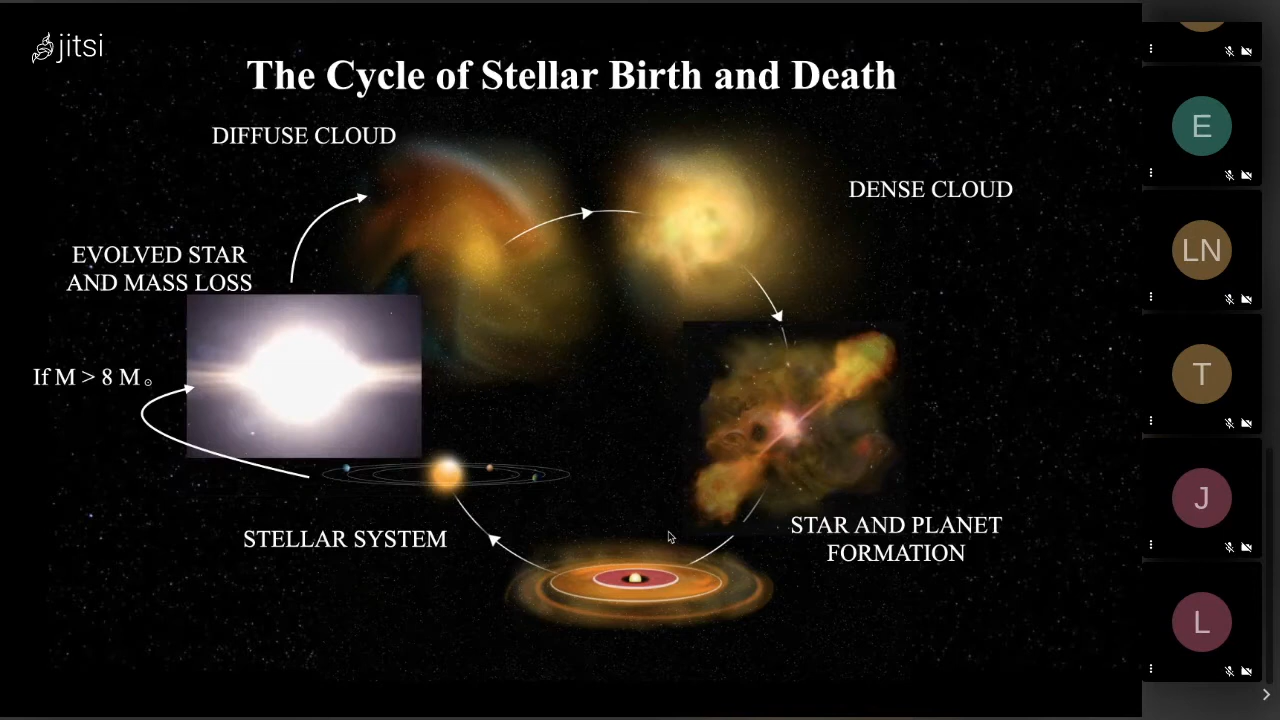 jitsi
The Cycle of Stellar Birth and Death
DIFFUSE CLOUD
DENSE CLOUD
EVOLVED STAR
AND MASS LOSS
If M > 8 M☉
STAR AND PLANET
FORMATION
STELLAR SYSTEM
E
LN
T
J
L